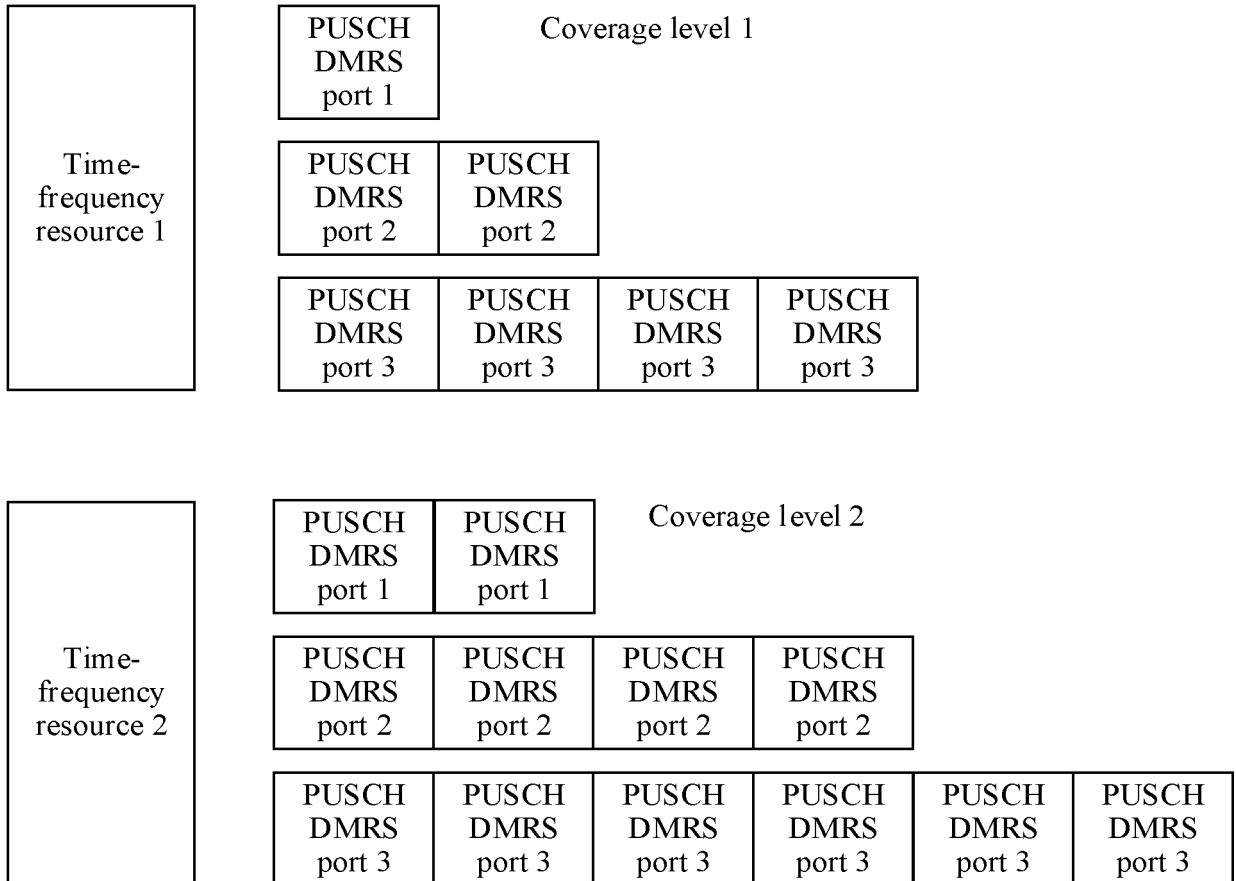 Time-
frequency
resource 1
Coverage level 1
PUSCH
DMRS
port 1
PUSCH PUSCH
DMRS DMRS
port 2 port 2
PUSCH PUSCH PUSCH PUSCH
DMRS DMRS DMRS DMRS
port 3 port 3 port 3 port 3
Time-
frequency
resource 2
Coverage level 2
PUSCH PUSCH
DMRS DMRS
port 1 port 1
PUSCH PUSCH PUSCH PUSCH
DMRS DMRS DMRS DMRS
port 2 port 2 port 2 port 2
PUSCH PUSCH PUSCH PUSCH PUSCH PUSCH
DMRS DMRS DMRS DMRS DMRS DMRS
port 3 port 3 port 3 port 3 port 3 port 3